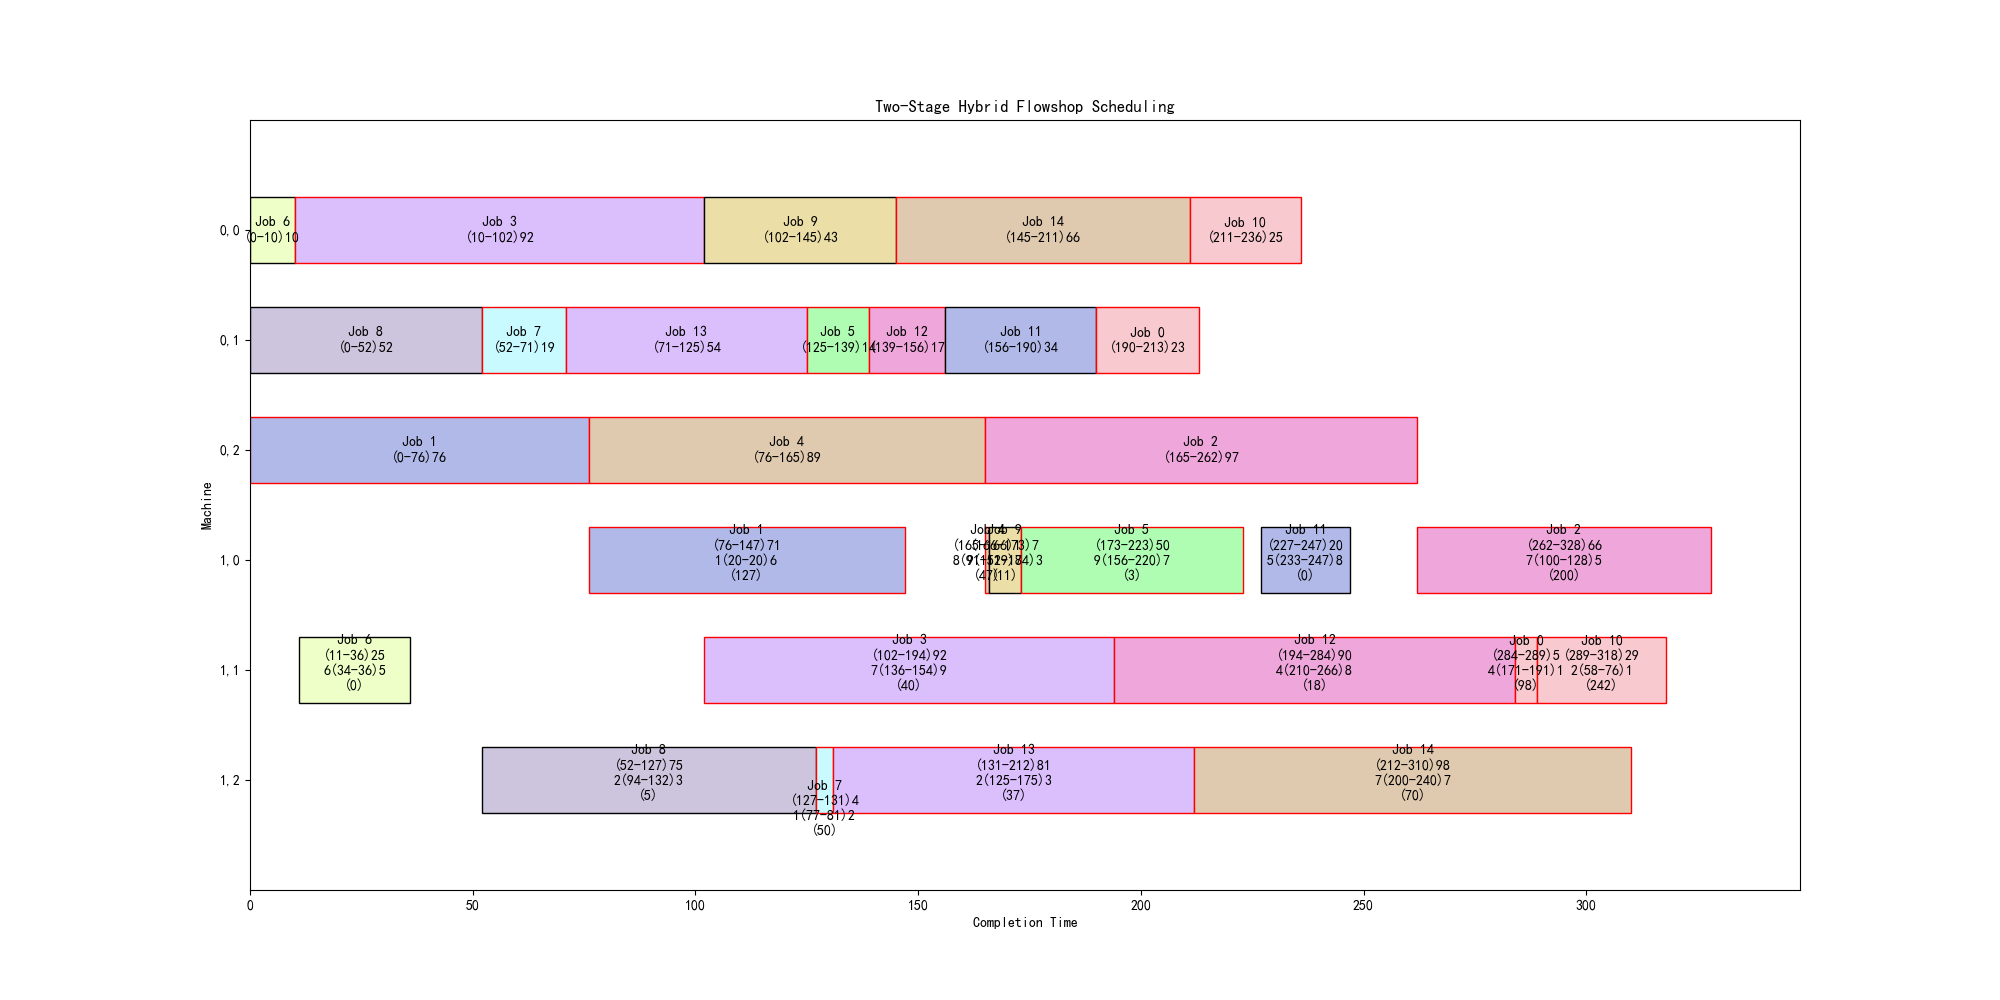 Two-Stage Hybrid Flowshop Scheduling
0,0
Job 6
(0-10)10
Job 3
(10-102)92
Job 9
(102-145)43
Job 14
(145-211)66
Job 10
(211-236)25
0,1
Job 8
(0-52)52
Job 7
(52-71)19
Job 13
(71-125)54
Job 5
(125-139)14
Job 12
(139-156)17
Job 11
(156-190)34
Job 0
(190-213)23
0,2
Job 1
(0-76)76
Job 4
(76-165)89
Job 2
(165-262)97
Machine
1,0
Job 1
(76-147)71
1(20-20)6
(127)
Job 4
(47)
Job 9
(166-173)7
(11)
Job 5
(173-223)50
9(156-220)7
(3)
Job 11
(227-247)20
5(233-247)8
(0)
Job 2
(262-328)66
7(100-128)5
(200)
1,1
Job 6
(11-36)25
6(34-36)5
(0)
Job 3
(102-194)92
7(136-154)9
(40)
Job 12
(194-284)90
4(210-266)8
(18)
Job 0
(284-289)5
4(171-191)1
(98)
Job 10
(289-318)29
2(58-76)1
(242)
1,2
Job 8
(52-127)75
2(94-132)3
(5)
Job 7
(127-131)4
1(77-81)2
(50)
Job 13
(131-212)81
2(125-175)3
(37)
Job 14
(212-310)98
7(200-240)7
(70)
0
50
100
150
200
250
300
Completion Time